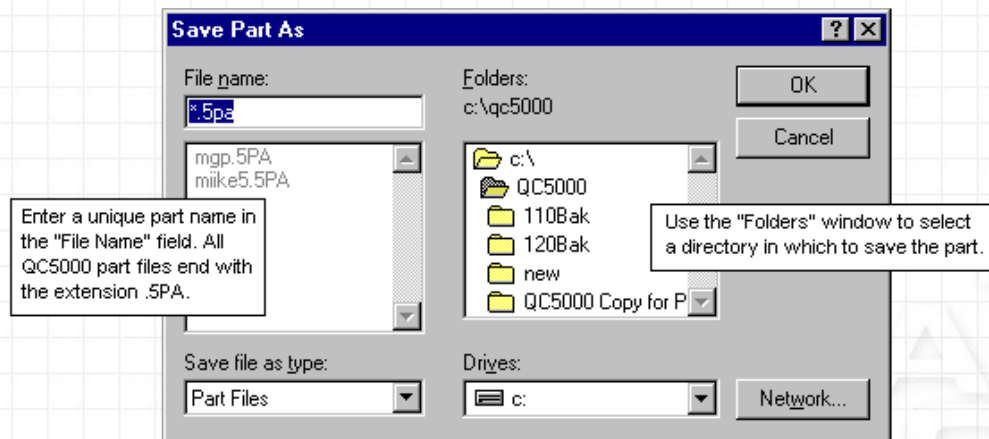 Save Part As
File name:
*.5pa
mgp.5PA
miike5.5PA
Folders:
c:\qc5000
c:\
QC5000
110Bak
120Bak
new
QC5000 Copy for P
OK
Cancel
Enter a unique part name in
the "File Name" field. All
QC5000 part files end with
the extension .5PA.
Use the "Folders" window to select
a directory in which to save the part.
Save file as type:
Part Files
Drives:
c:
Network...